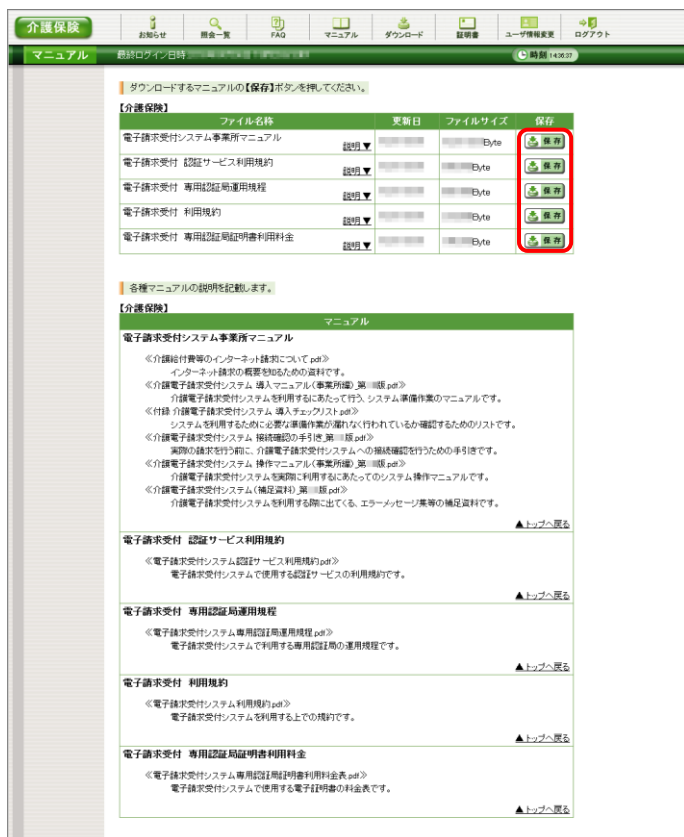 介護保険
お知らせ 照会一覧 FAQ マニュアル ダウンロード 証明書 ユーザ情報変更 ログアウト
マニュアル 最終ログイン日時 時刻 14:36:37
ダウンロードするマニュアルの【保存】ボタンを押してください。
【介護保険】
ファイル名称 更新日 ファイルサイズ 保存
電子請求受付システム事業所マニュアル 説明▼ Byte 保存
電子請求受付 認証サービス利用規約 説明▼ Byte 保存
電子請求受付 専用認証局運用規程 説明▼ Byte 保存
電子請求受付 利用規約 説明▼ Byte 保存
電子請求受付 専用認証局証明書利用料金 説明▼ Byte 保存
各種マニュアルの説明を記載します。
【介護保険】
マニュアル
電子請求受付システム事業所マニュアル
≪介護給付費等のインターネット請求について.pdf≫
インターネット請求の概要を知るための資料です。
≪介護電子請求受付システム 導入マニュアル(事業所編)_第 版.pdf≫
介護電子請求受付システムを利用するにあたって行う、システム準備作業のマニュアルです。
≪付録 介護電子請求受付システム 導入チェックリスト.pdf≫
システムを利用するために必要な準備作業が漏れなく行われているか確認するためのリストです。
≪介護電子請求受付システム 接続確認の手引き_第 版.pdf≫
実際の請求を行う前に、介護電子請求受付システムへの接続確認を行うための手引きです。
≪介護電子請求受付システム 操作マニュアル(事業所編)_第 版.pdf≫
介護電子請求受付システムを実際に利用するにあたってのシステム操作マニュアルです。
≪介護電子請求受付システム(補足資料)_第 版.pdf≫
介護電子請求受付システムを利用する際に出てくる、エラーメッセージ集等の補足資料です。
▲トップへ戻る
電子請求受付 認証サービス利用規約
≪電子請求受付システム認証サービス利用規約.pdf≫
電子請求受付システムで使用する認証サービスの利用規約です。
▲トップへ戻る
電子請求受付 専用認証局運用規程
≪電子請求受付システム専用認証局運用規程.pdf≫
電子請求受付システムで利用する専用認証局の運用規程です。
▲トップへ戻る
電子請求受付 利用規約
≪電子請求受付システム利用規約.pdf≫
電子請求受付システムを利用する上での規約です。
▲トップへ戻る
電子請求受付 専用認証局証明書利用料金
≪電子請求受付システム専用認証局証明書利用料金表.pdf≫
電子請求受付システムで使用する電子証明書の料金表です。
▲トップへ戻る